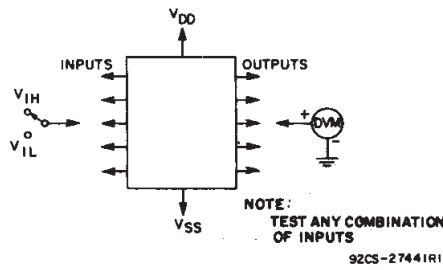 VDD
INPUTS
OUTPUTS
VIH
VIL
+
DVM
-
VSS
NOTE:
TEST ANY COMBINATION
OF INPUTS
92CS-27441R1